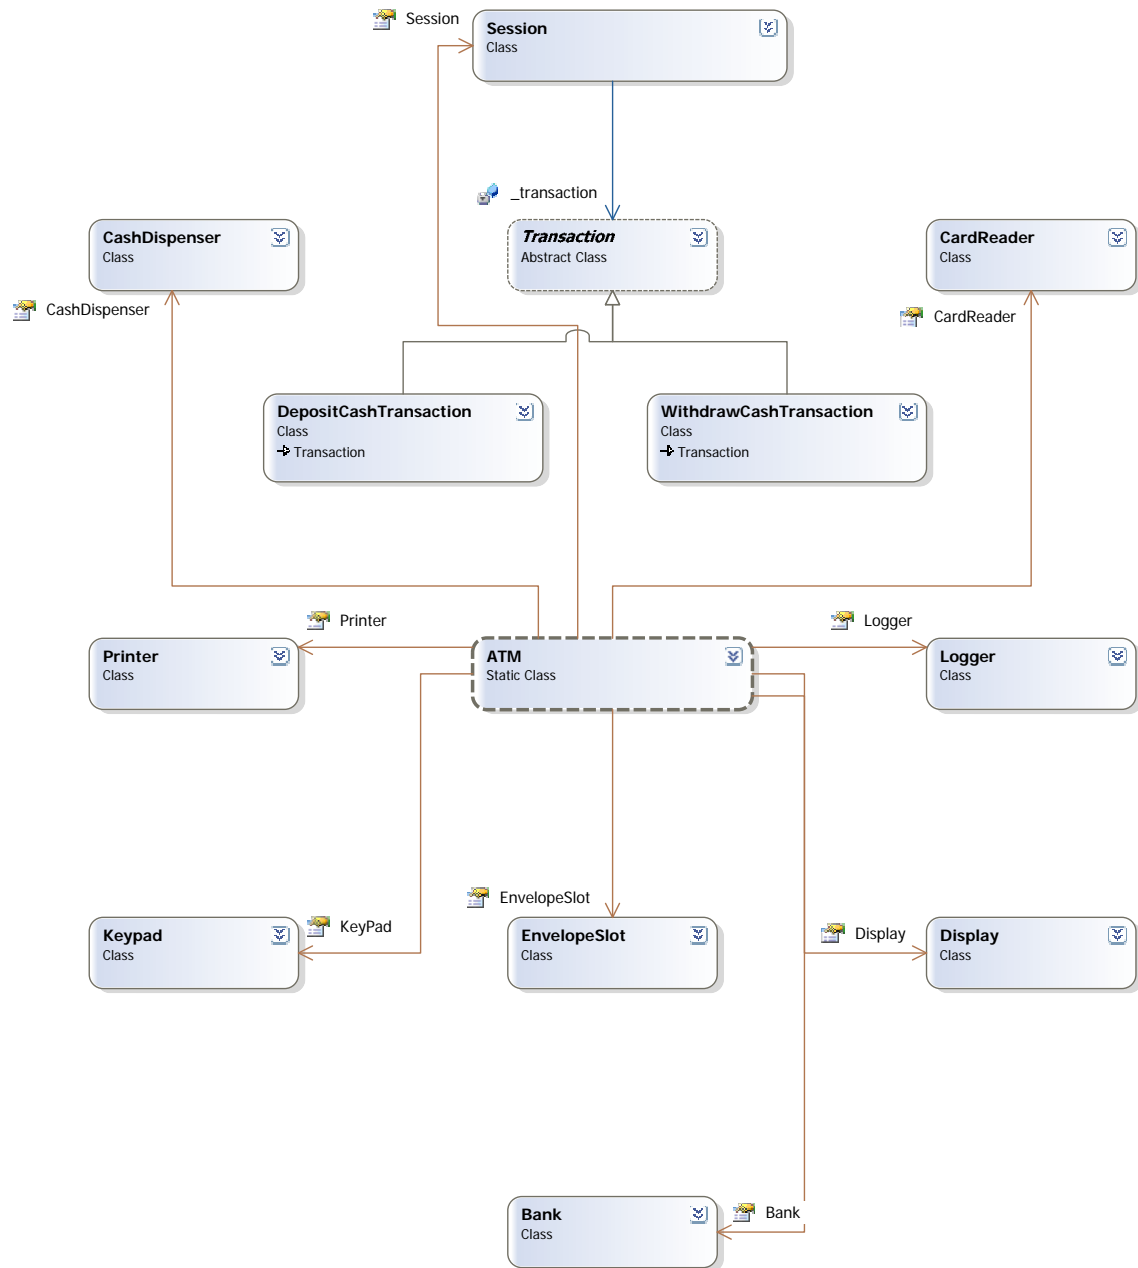 Session
Session
Class
_transaction
CashDispenser
Class
Transaction
Abstract Class
CardReader
Class
CashDispenser
CardReader
DepositCashTransaction
Class
Transaction
WithdrawCashTransaction
Class
Transaction
Printer
Logger
Printer
Class
ATM
Static Class
Logger
Class
EnvelopeSlot
Keypad
Class
KeyPad
EnvelopeSlot
Class
Display
Display
Class
Bank
Class
Bank